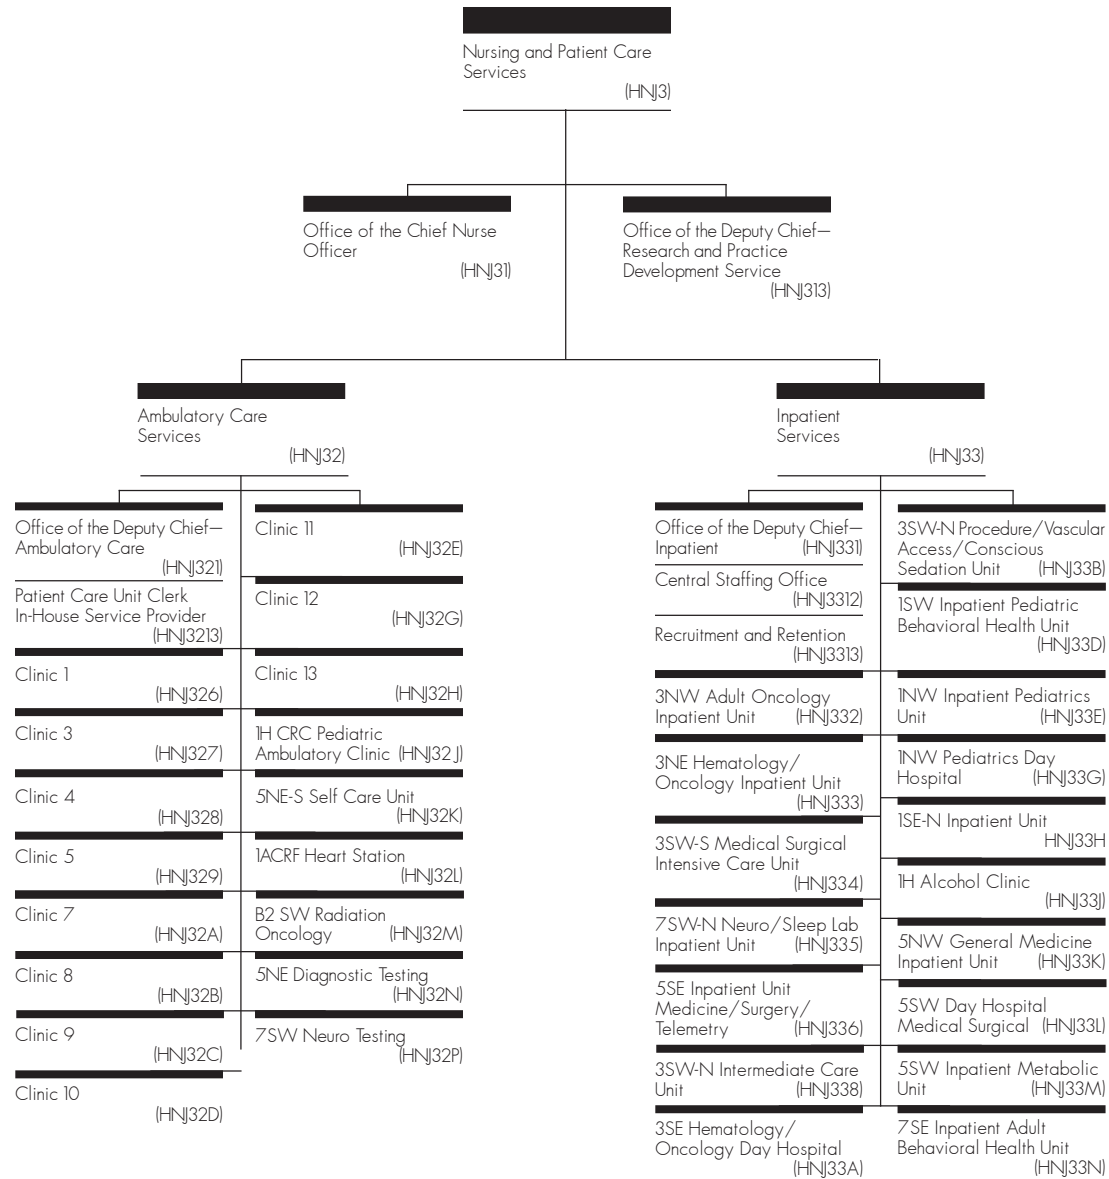 Nursing and Patient Care
Services
(HNJ3)
Office of the Chief Nurse
Officer
(HNJ31)
Office of the Deputy Chief—
Research and Practice
Development Service
(HNJ313)
Ambulatory Care
Services
(HNJ32)
Office of the Deputy Chief—
Ambulatory Care
(HNJ321)
Patient Care Unit Clerk
In-House Service Provider
(HNJ3213)
Clinic 1
(HNJ326)
Clinic 3
(HNJ327)
Clinic 4
(HNJ328)
Clinic 5
(HNJ329)
Clinic 7
(HNJ32A)
Clinic 8
(HNJ32B)
Clinic 9
(HNJ32C)
Clinic 10
(HNJ32D)
Clinic 11
(HNJ32E)
Clinic 12
(HNJ32G)
Clinic 13
(HNJ32H)
1H CRC Pediatric
Ambulatory Clinic (HNJ32J)
5NE-S Self Care Unit
(HNJ32K)
1ACRF Heart Station
(HNJ32L)
B2 SW Radiation
Oncology (HNJ32M)
5NE Diagnostic Testing
(HNJ32N)
7SW Neuro Testing
(HNJ32P)
Inpatient
Services
(HNJ33)
Office of the Deputy Chief—
Inpatient (HNJ331)
Central Staffing Office
(HNJ3312)
Recruitment and Retention
(HNJ3313)
3NW Adult Oncology
Inpatient Unit (HNJ332)
3NE Hematology/
Oncology Inpatient Unit
(HNJ333)
3SW-S Medical Surgical
Intensive Care Unit
(HNJ334)
7SW-N Neuro/Sleep Lab
Inpatient Unit (HNJ335)
5SE Inpatient Unit
Medicine/Surgery/
Telemetry (HNJ336)
3SW-N Intermediate Care
Unit (HNJ338)
3SE Hematology/
Oncology Day Hospital
(HNJ33A)
3SW-N Procedure/Vascular
Access/Conscious
Sedation Unit (HNJ33B)
1SW Inpatient Pediatric
Behavioral Health Unit
(HNJ33D)
1NW Inpatient Pediatrics
Unit (HNJ33E)
1NW Pediatrics Day
Hospital (HNJ33G)
1SE-N Inpatient Unit
HNJ33H
1H Alcohol Clinic
(HNJ33J)
5NW General Medicine
Inpatient Unit (HNJ33K)
5SW Day Hospital
Medical Surgical (HNJ33L)
5SW Inpatient Metabolic
Unit (HNJ33M)
7SE Inpatient Adult
Behavioral Health Unit
(HNJ33N)